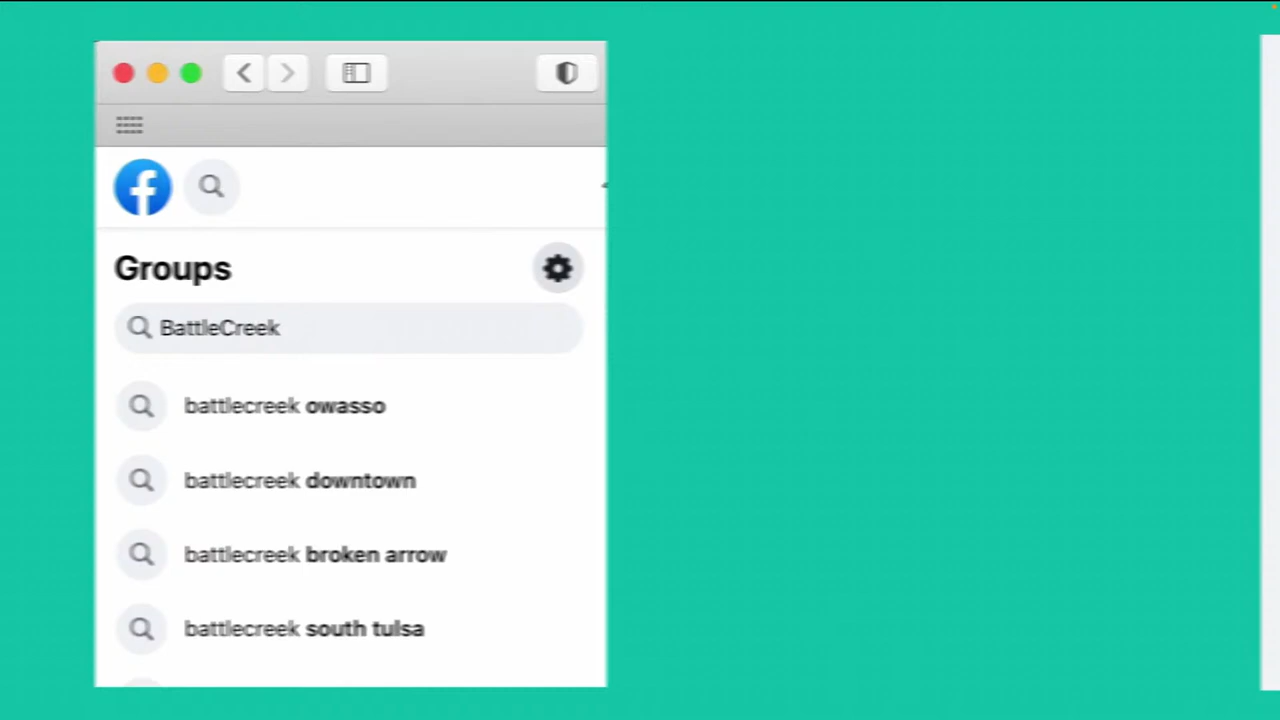 Groups
BattleCreek
battlecreek owasso
battlecreek downtown
battlecreek broken arrow
battlecreek south tulsa